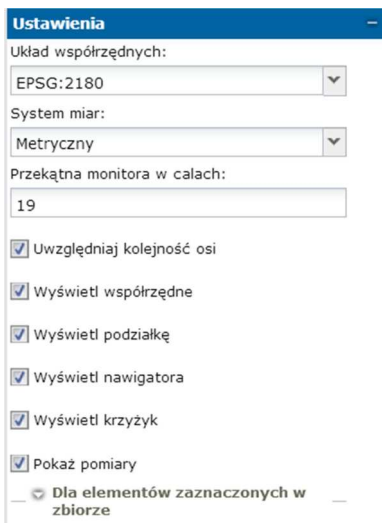 Ustawienia
Układ współrzędnych:
EPSG:2180
System miar:
Metryczny
Przekątna monitora w calach:
19
Uwzględniaj kolejność osi
Wyświetl współrzędne
Wyświetl podziałkę
Wyświetl nawigatora
Wyświetl krzyżyk
Pokaż pomiary
Dla elementów zaznaczonych w
zbiorze